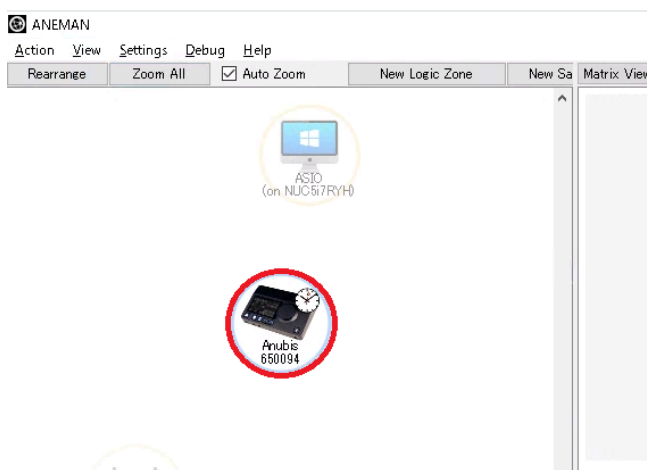 ANEMAN
Action View Settings Debug Help
Rearrange Zoom All Auto Zoom New Logic Zone New Sa Matrix View
ASIO
(on NUC5i7RYH)
Anubis
650094